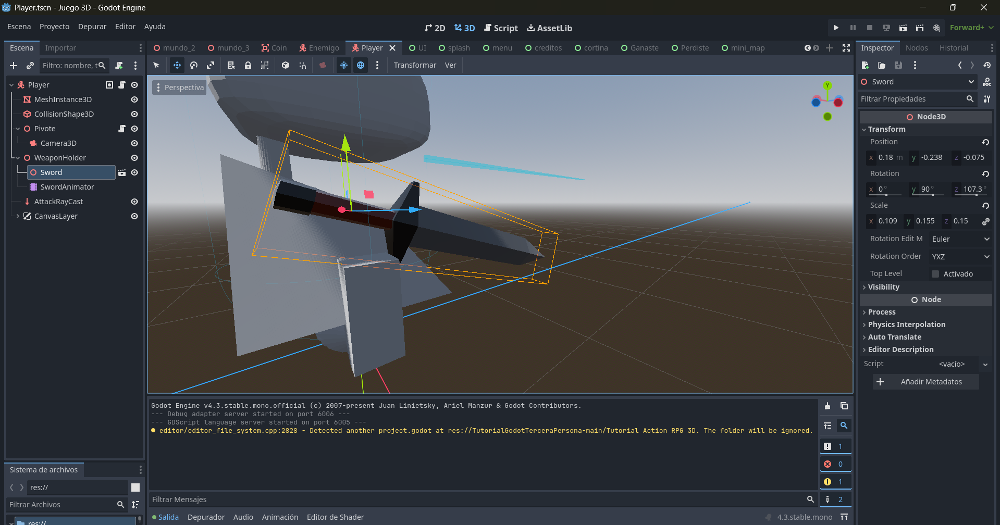 Player.tscn - Juego 3D - Godot Engine
Escena Proyecto Depurar Editor Ayuda
2D 3D Script AssetLib
Forward+
Escena Importar
Filtro: nombre, t
Player
MeshInstance3D
CollisionShape3D
Pivote
Camera3D
WeaponHolder
Sword
SwordAnimator
AttackRayCast
CanvasLayer
Sistema de archivos
res://
Filtrar Archivos
res://
mundo_2 mundo_3 Coin Enemigo Player UI splash menu creditos cortina Ganaste Perdiste mini_map
Transformar Ver
Perspectiva
Y
Godot Engine v4.3.stable.mono.official (c) 2007-present Juan Linietsky, Ariel Manzur & Godot Contributors.
--- Debug adapter server started on port 6006 ---
--- GDScript language server started on port 6005 ---
editor/editor_file_system.cpp:2828 - Detected another project.godot at res://TutorialGodotTerceraPersona-main/Tutorial Action RPG 3D. The folder will be ignored.
1
0
1
2
Filtrar Mensajes
Salida Depurador Audio Animación Editor de Shader
4.3.stable.mono
Inspector Nodos Historial
Sword
Filtrar Propiedades
Node3D
Transform
Position
x 0.18 m y -0.238 z -0.075
Rotation
x 0° y 90° z 107.3°
Scale
x 0.109 y 0.155 z 0.15
Rotation Edit M Euler
Rotation Order YXZ
Top Level Activado
Visibility
Node
Process
Physics Interpolation
Auto Translate
Editor Description
Script <vacío>
Añadir Metadatos